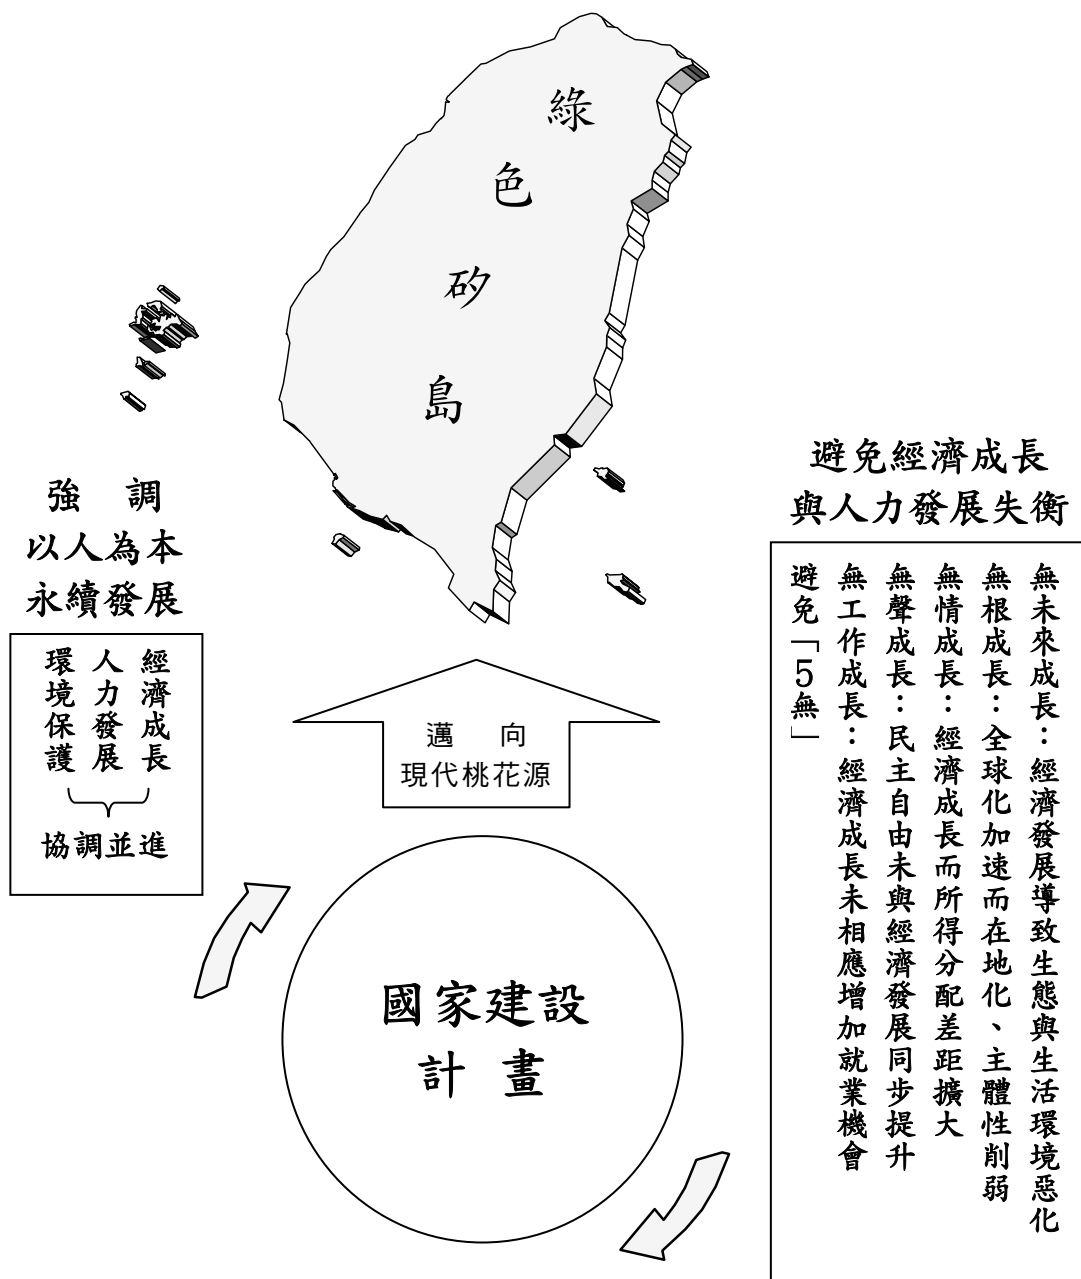 綠色矽島
強調
以人為本
永續發展
經濟成長
人力發展
環境保護
協調並進
邁向
現代桃花源
國家建設
計畫
避免經濟成長
與人力發展失衡
無未來成長：經濟發展導致生態與生活環境惡化
無根成長：全球化加速而在地化、主體性削弱
無情成長：經濟成長而所得分配差距擴大
無聲成長：民主自由未與經濟發展同步提升
無工作成長：經濟成長未相應增加就業機會
避免「5無」